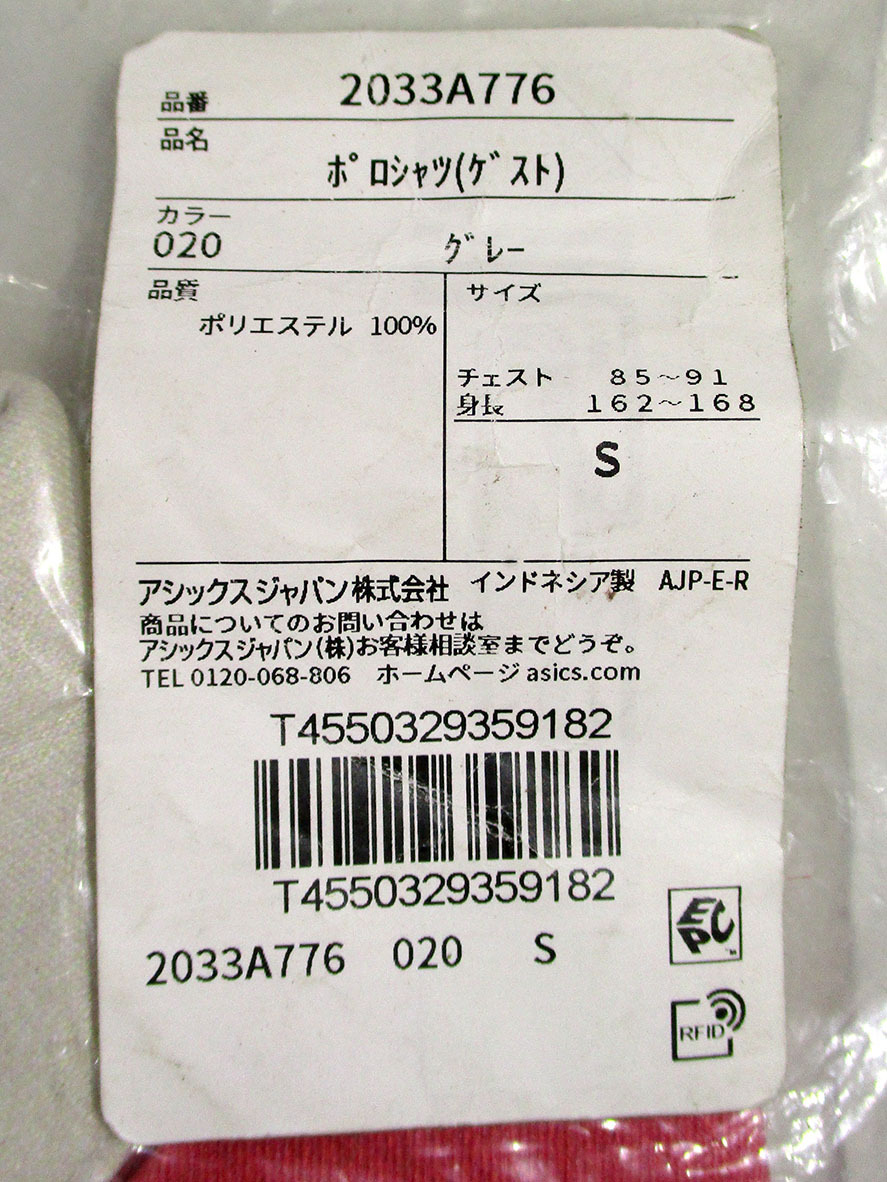 品番 2033A776
品名
ﾎﾟﾛｼｬﾂ(ｹﾞｽﾄ)
カラー
020 ｸﾞﾚｰ
品質
ポリエステル 100%
サイズ
チェスト 85～91
身長 162～168
S
アシックスジャパン株式会社 インドネシア製 AJP-E-R
商品についてのお問い合わせは
アシックスジャパン(株)お客様相談室までどうぞ。
TEL 0120-068-806 ホームページ asics.com
T4550329359182
T4550329359182
2033A776 020 S
EPC
RFID